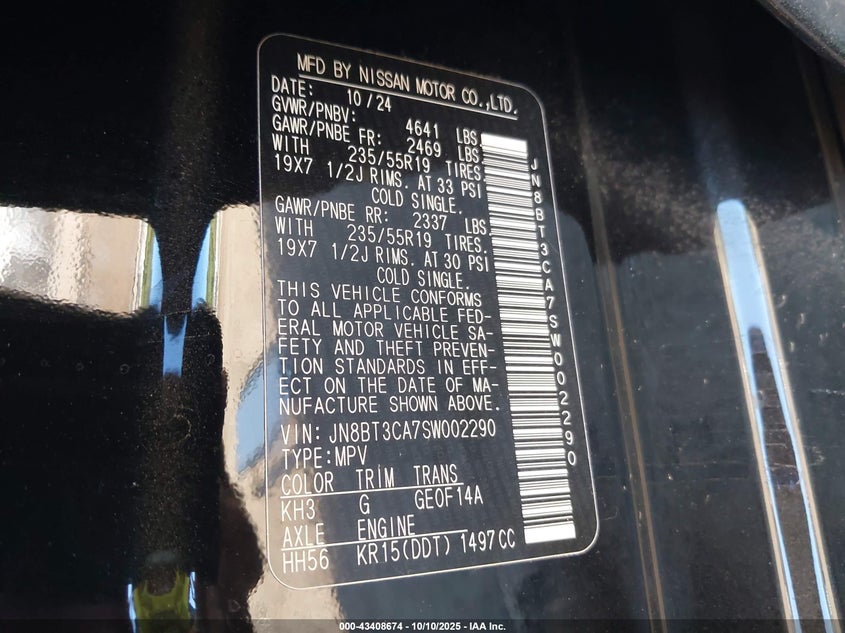 MFD BY NISSAN MOTOR CO.,LTD.
DATE: 10/24
GVWR/PNBV: 4641 LBS
GAWR/PNBE FR: 2469 LBS
WITH 235/55R19 TIRES
19X7 1/2J RIMS. AT 33 PSI
COLD SINGLE.
GAWR/PNBE RR: 2337 LBS
WITH 235/55R19 TIRES.
19X7 1/2J RIMS. AT 30 PSI
COLD SINGLE.
THIS VEHICLE CONFORMS
TO ALL APPLICABLE FED-
ERAL MOTOR VEHICLE SA-
FETY AND THEFT PREVEN-
TION STANDARDS IN EFF-
ECT ON THE DATE OF MA-
NUFACTURE SHOWN ABOVE.
VIN: JN8BT3CA7SW002290
TYPE:MPV
COLOR TRIM TRANS
KH3 G GE0F14A
AXLE ENGINE
HH56 KR15(DDT) 1497CC
JN8BT3CA7SW002290
000-43408674 - 10/10/2025 - IAA Inc.